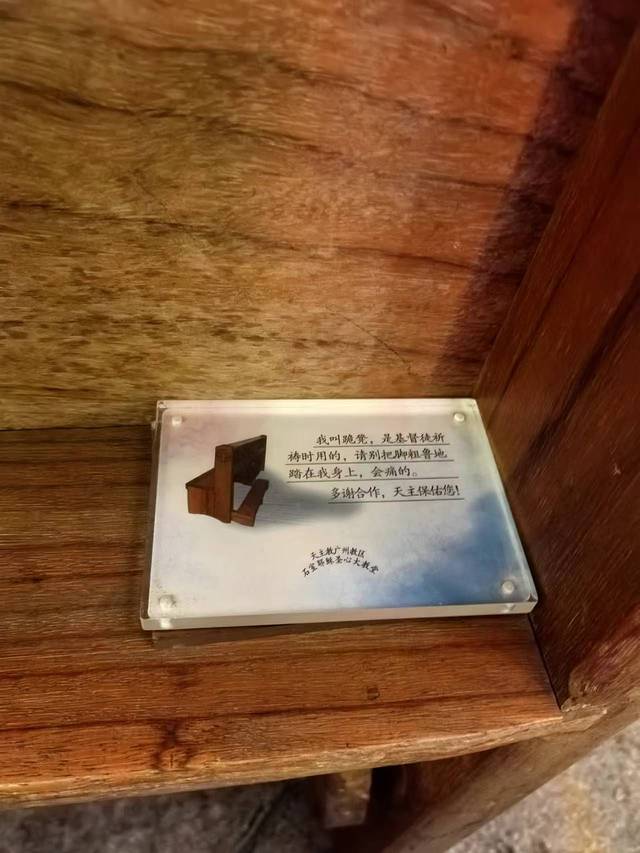 我叫跪凳，是基督徒祈
祷时用的，请别把脚粗鲁地
踏在我身上，会痛的。
多谢合作，天主保佑您！
天主教广州教区
石室耶稣圣心大教堂